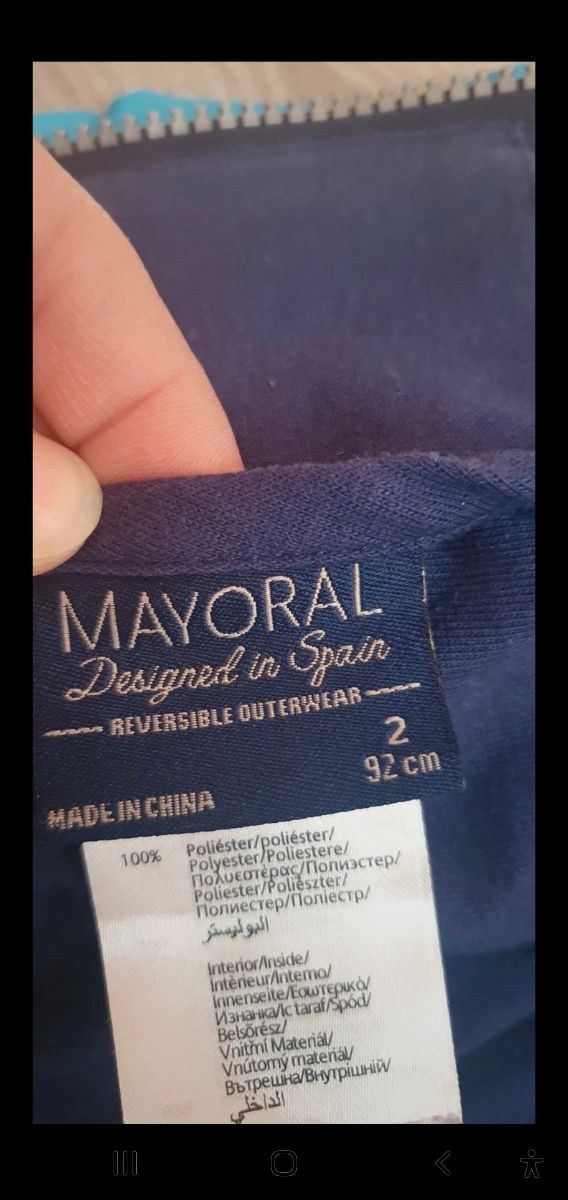 MAYORAL
Designed in Spain
REVERSIBLE OUTERWEAR
2
92 cm
MADE IN CHINA
100% Poliéster/poliéster/
Polyester/Poliestere/
Πολυεστέρας/Полиэстер/
Poliester/Poliészter/
Полиестер/Поліестр/
البوليستر
Interior/Inside/
Intérieur/Interno/
Innenseite/Εσωτερικό/
Изнанка/Iç taraf/Spód/
Belsőrész/
Vnitřní Materiál/
Vnútorný materiál/
Вътрешна/Внутрішній/
الداخلي